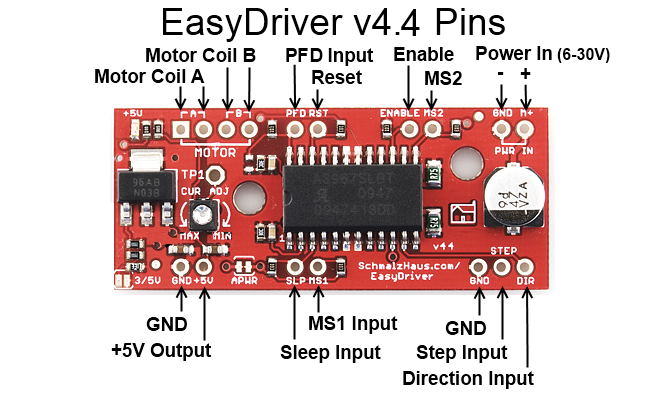 EasyDriver v4.4 Pins
Motor Coil B
PFD Input
Enable
Power In (6-30V)
Motor Coil A
Reset
MS2
- +
+5V
A
B
PFD RST
ENABLE MS2
GND M+
MOTOR
PWR IN
TP1
CUR ADJ
MAX MIN
A3967SLBT
0947
v44
STEP
3/5V
GND +5V
APWR
SLP MS1
SchmalzHaus.com/
EasyDriver
GND
DIR
GND
MS1 Input
GND
+5V Output
Sleep Input
Step Input
Direction Input